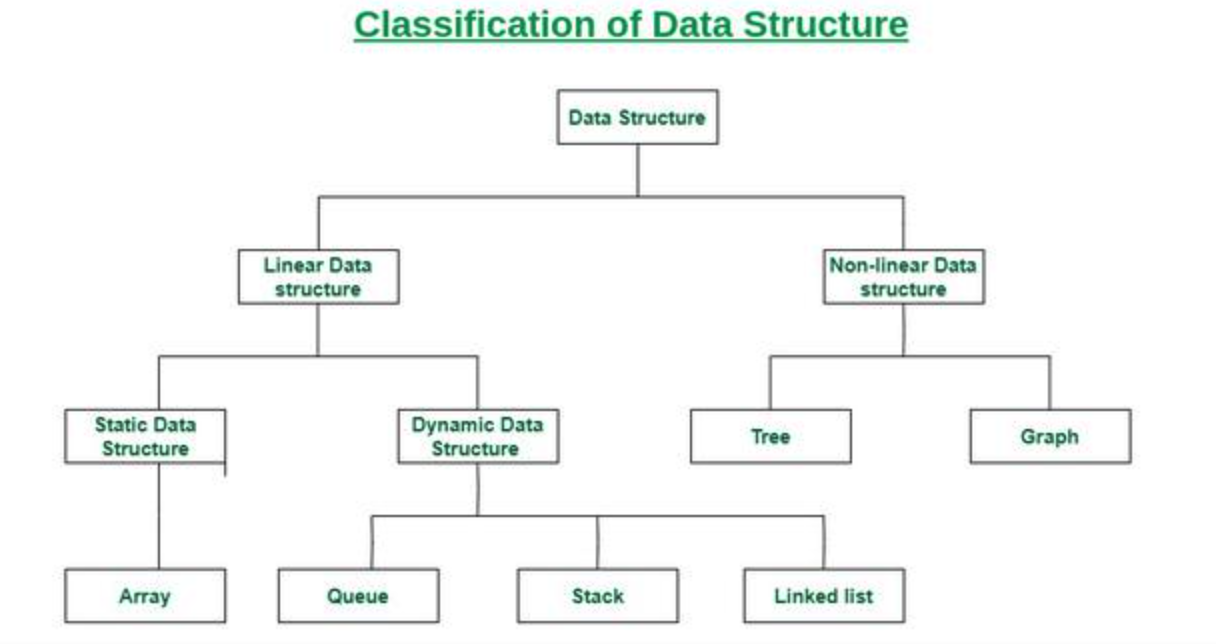 Classification of Data Structure
Data Structure
Linear Data
structure
Non-linear Data
structure
Static Data
Structure
Dynamic Data
Structure
Tree
Graph
Array
Queue
Stack
Linked list